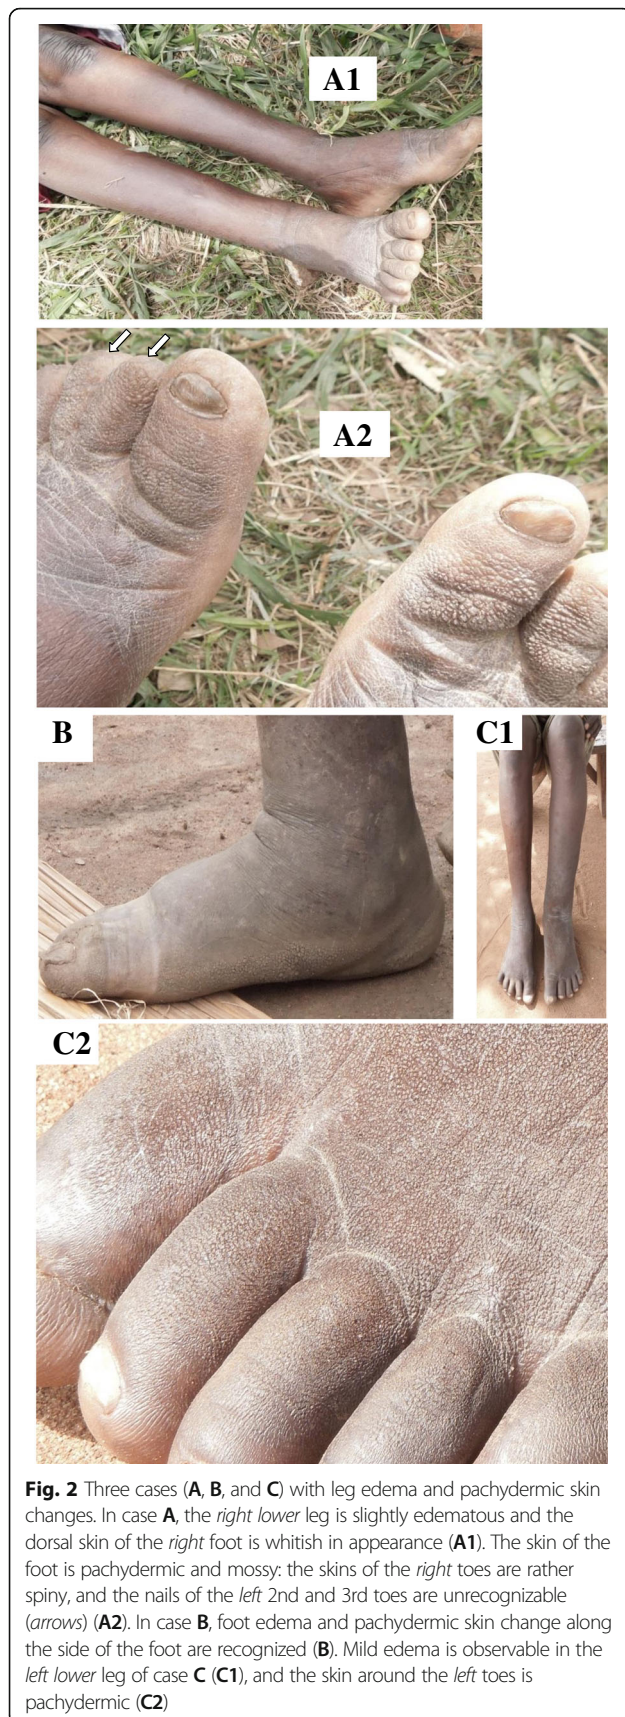 A1
A2
B
C1
C2
Fig. 2 Three cases (A, B, and C) with leg edema and pachydermic skin
changes. In case A, the right lower leg is slightly edematous and the
dorsal skin of the right foot is whitish in appearance (A1). The skin of the
foot is pachydermic and mossy: the skins of the right toes are rather
spiny, and the nails of the left 2nd and 3rd toes are unrecognizable
(arrows) (A2). In case B, foot edema and pachydermic skin change along
the side of the foot are recognized (B). Mild edema is observable in the
left lower leg of case C (C1), and the skin around the left toes is
pachydermic (C2)